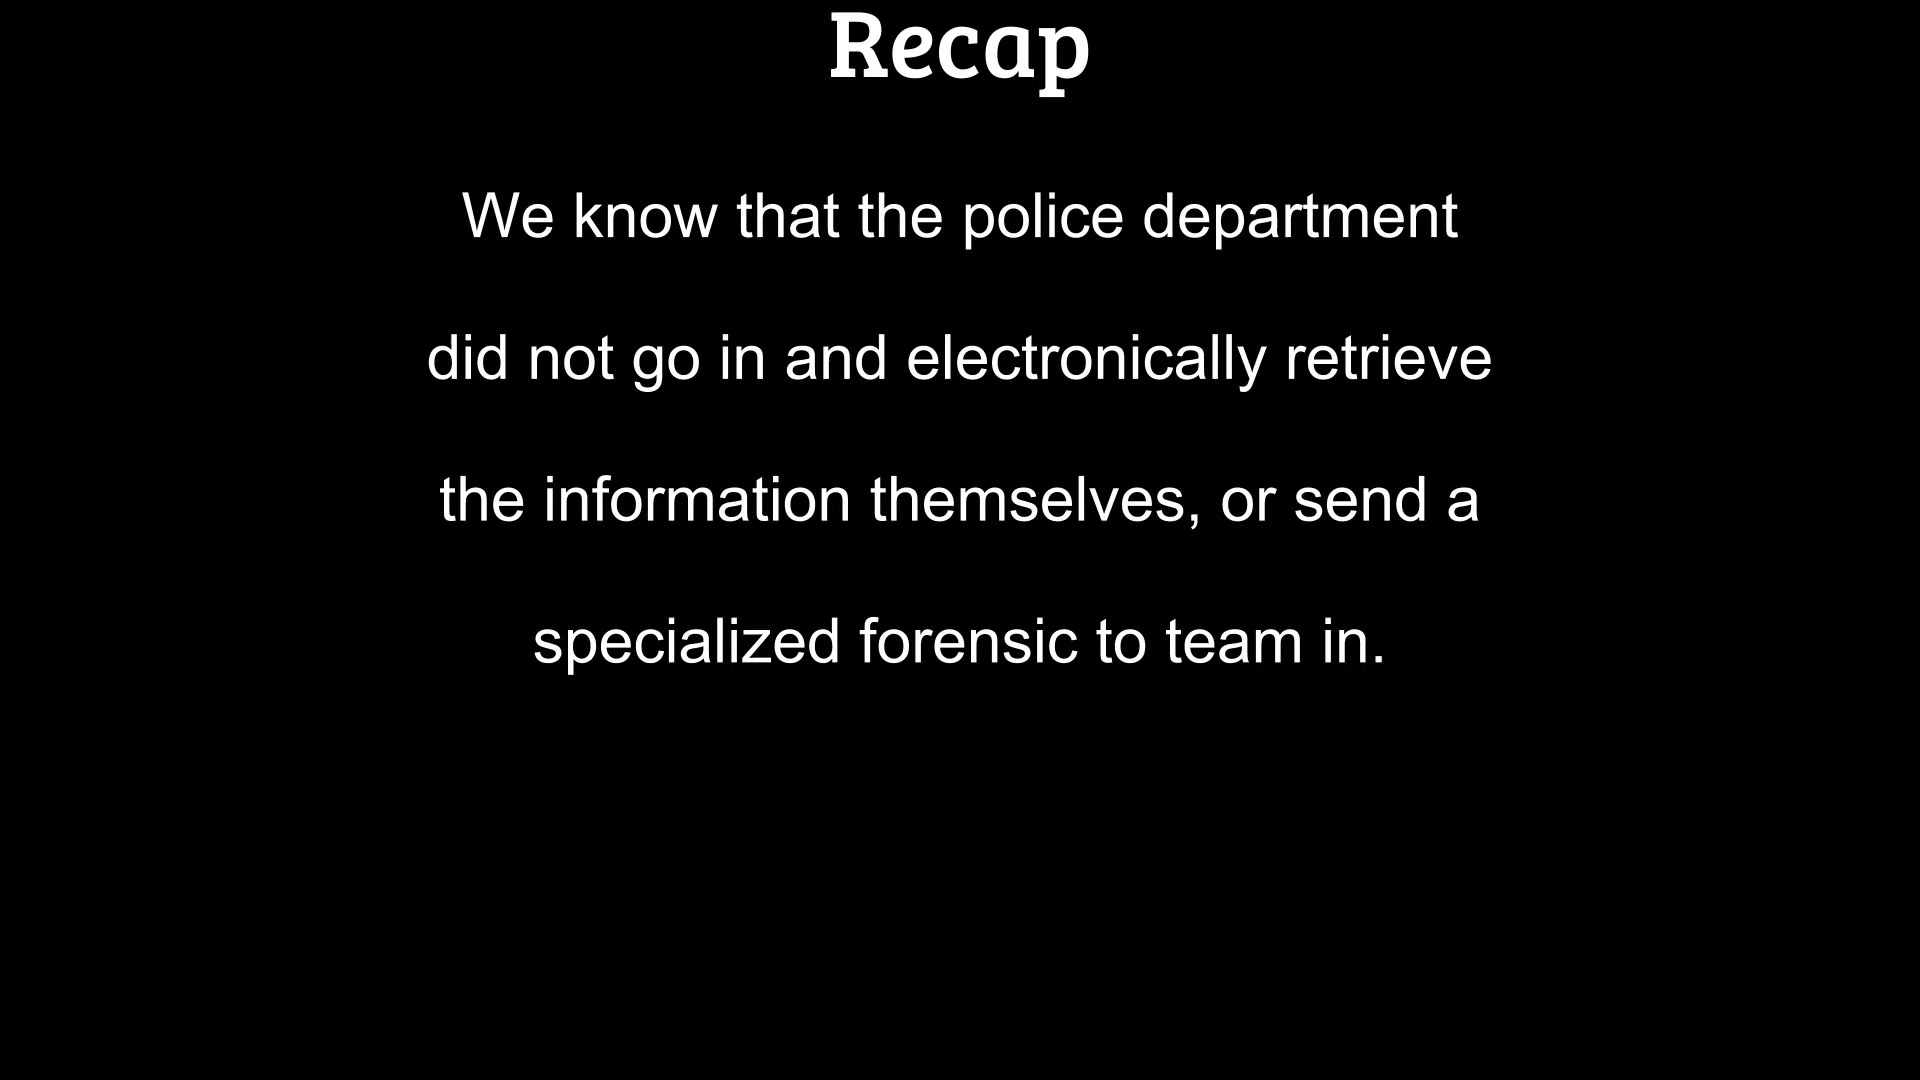 Recap
We know that the police department
did not go in and electronically retrieve
the information themselves, or send a
specialized forensic to team in.